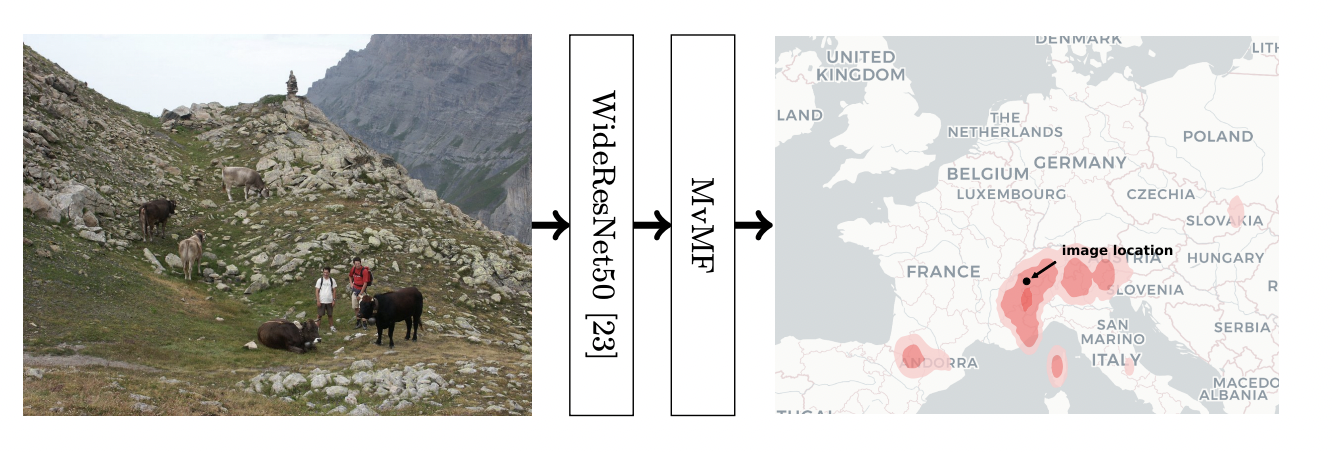 WideResNet50 [23]
MvMF
DENMARK
LITH
UNITED
KINGDOM
LAND
THE
NETHERLANDS
POLAND
GERMANY
BELGIUM
LUXEMBOURG
CZECHIA
SLOVAKIA
image location
TRIA
HUNGARY
FRANCE
SLOVENIA
R
SAN
MARINO
SERBIA
ITALY
ANDORRA
MACEDO
ALBANIA
TUGAL